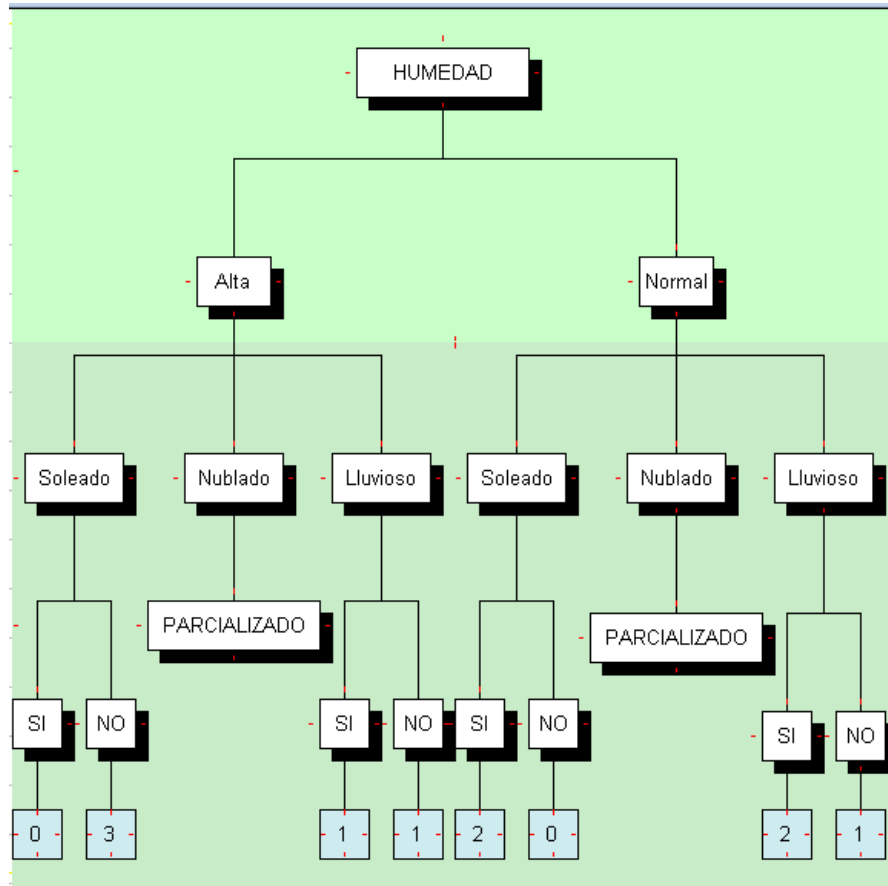 HUMEDAD
Alta
Normal
Soleado
Nublado
Lluvioso
Soleado
Nublado
Lluvioso
PARCIALIZADO
PARCIALIZADO
SI
NO
SI
NO
SI
NO
SI
NO
0
3
1
1
2
0
2
1